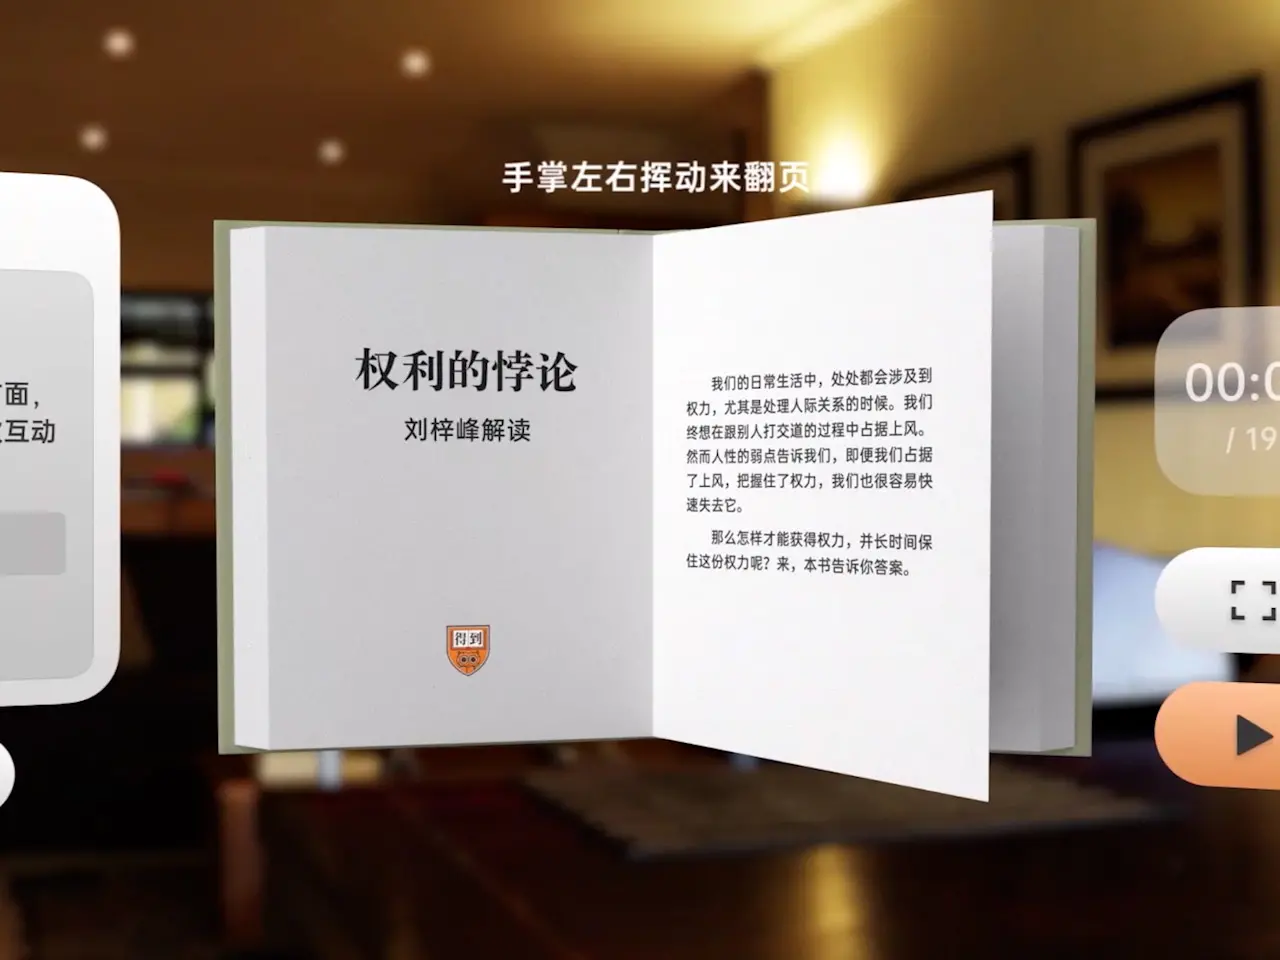 手掌左右挥动来翻页
面，
互动
权利的悖论
刘梓峰解读
得到
我们的日常生活中，处处都会涉及到
权力，尤其是处理人际关系的时候。我们
终想在跟别人打交道的过程中占据上风。
然而人性的弱点告诉我们，即便我们占据
了上风，把握住了权力，我们也很容易快
速失去它。
那么怎样才能获得权力，并长时间保
住这份权力呢？来，本书告诉你答案。
00:0
/ 19